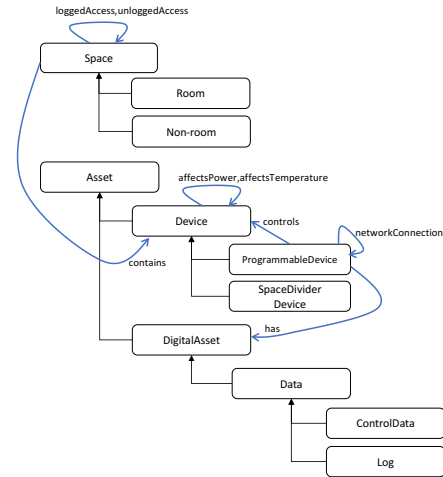 loggedAccess,unloggedAccess
Space
Room
Non-room
Asset
affectsPower,affectsTemperature
Device
controls
networkConnection
contains
ProgrammableDevice
SpaceDivider
Device
has
DigitalAsset
Data
ControlData
Log